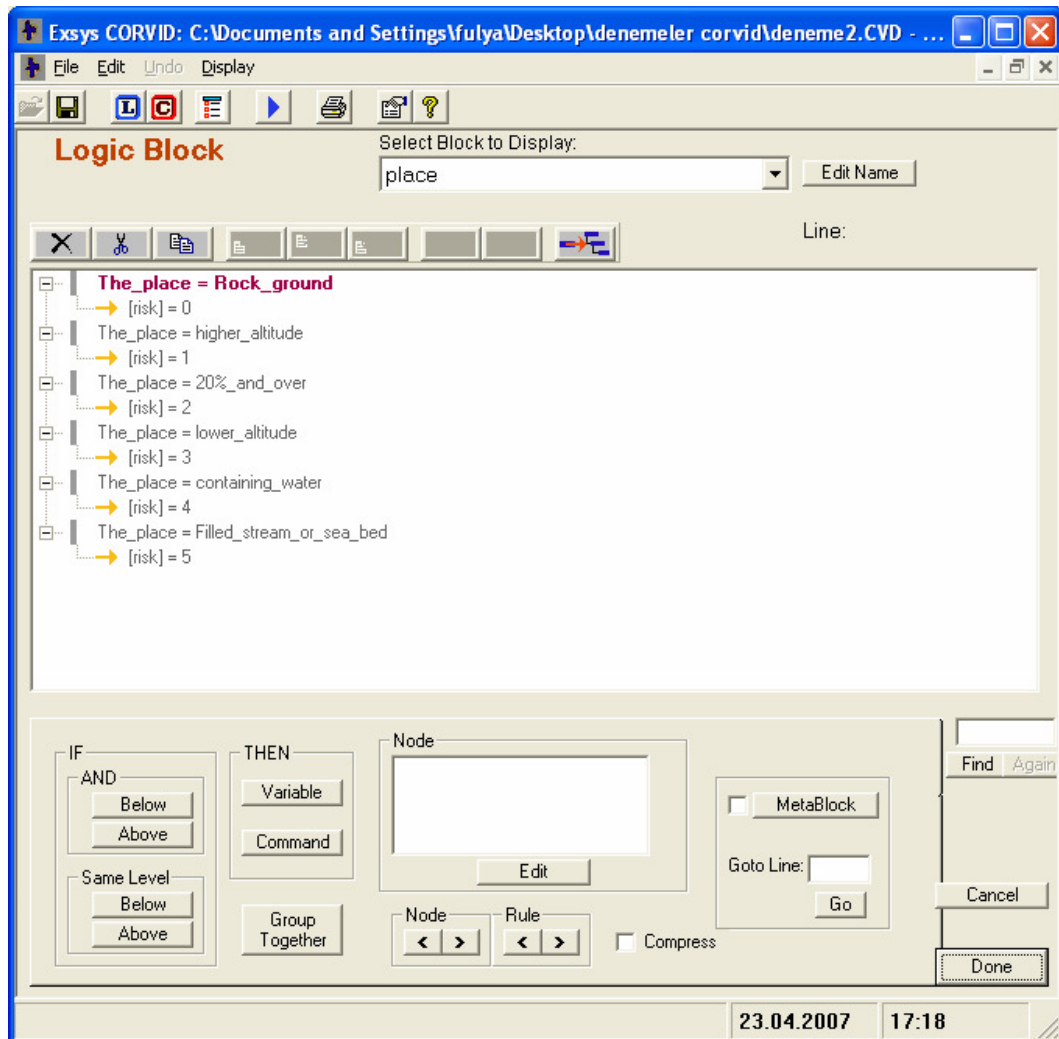 Exsys CORVID: C:\Documents and Settings\fulya\Desktop\denemeler corvid\deneme2.CVD - ...
File Edit Undo Display
L C
Logic Block
Select Block to Display:
place
Edit Name
Line:
The_place = Rock_ground
[risk] = 0
The_place = higher_altitude
[risk] = 1
The_place = 20%_and_over
[risk] = 2
The_place = lower_altitude
[risk] = 3
The_place = containing_water
[risk] = 4
The_place = Filled_stream_or_sea_bed
[risk] = 5
IF
AND
Below
Above
Same Level
Below
Above
THEN
Variable
Command
Group
Together
Node
Edit
Node
< >
Rule
< >
Compress
MetaBlock
Goto Line:
Go
Find Again
Cancel
Done
23.04.2007 17:18